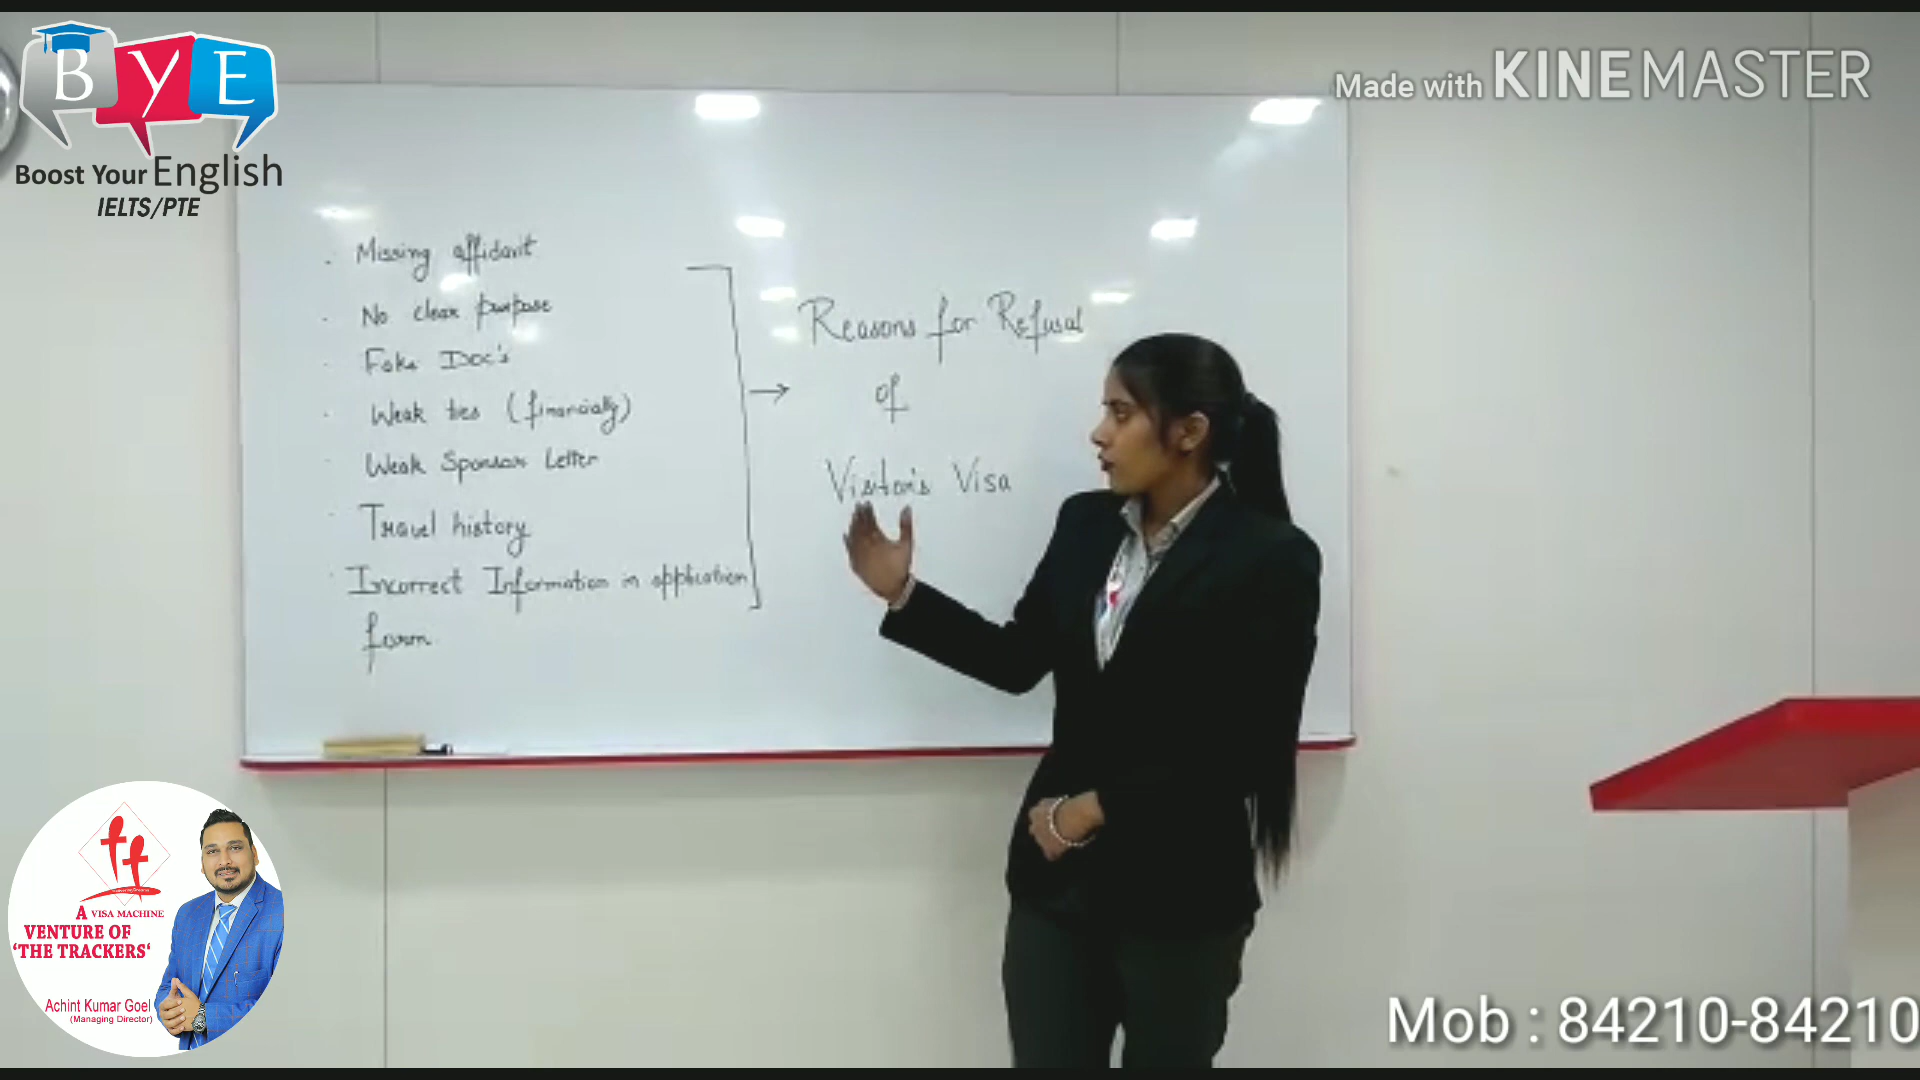 BYE
Boost Your English
IELTS/PTE
Made with KINEMASTER
. Missing affidavit
. No clear purpose
. Fake Doc's
. Weak ties (financially)
. Weak Sponsor Letter
. Travel history
. Incorrect Information in application
form
→
Reasons for Refusal
of
Visitor's Visa
A VISA MACHINE
VENTURE OF
'THE TRACKERS'
Achint Kumar Goel
(Managing Director)
Mob : 84210-84210